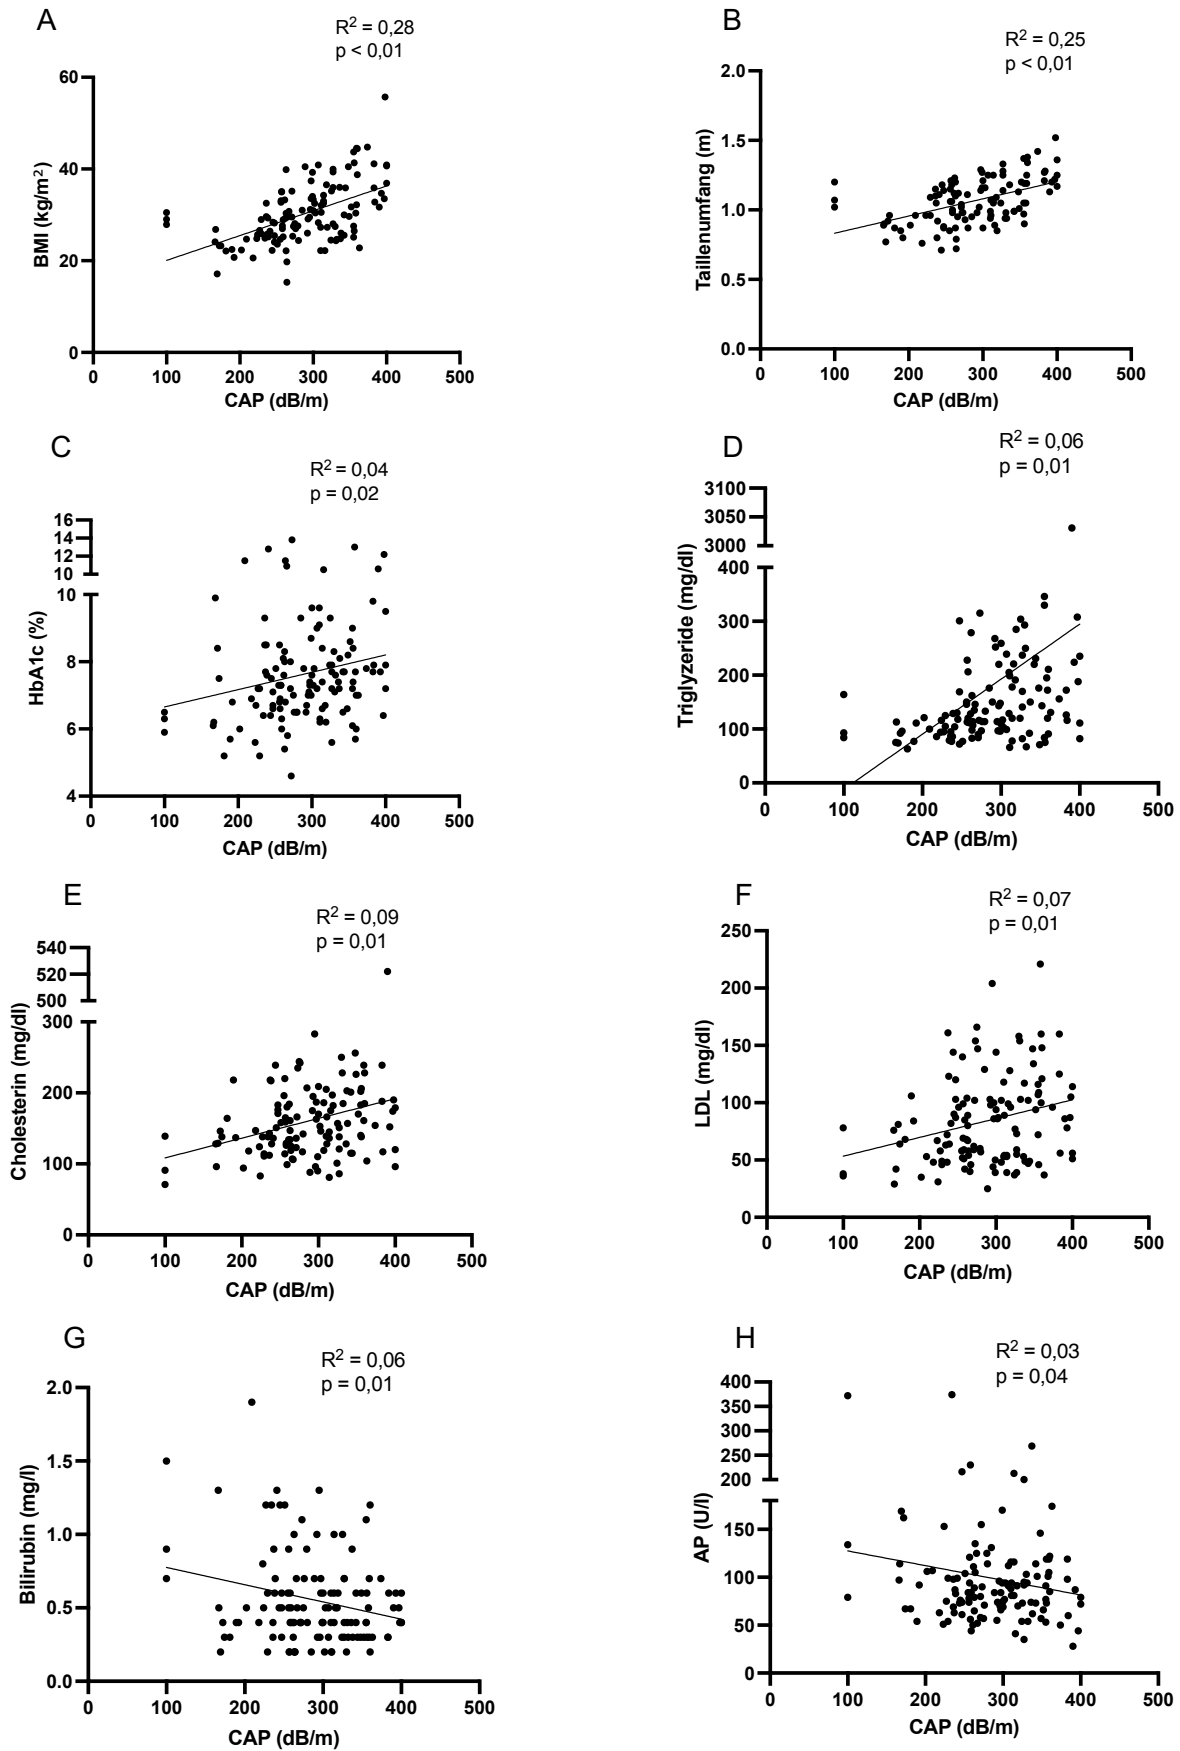 A
R² = 0,28
p < 0,01
60
40
20
0
BMI (kg/m²)
0 100 200 300 400 500
CAP (dB/m)
B
R² = 0,25
p < 0,01
2.0
1.5
1.0
0.5
0.0
Taillenumfang (m)
0 100 200 300 400 500
CAP (dB/m)
C
R² = 0,04
p = 0,02
16
14
12
10
10
8
6
4
HbA1c (%)
0 100 200 300 400 500
CAP (dB/m)
D
R² = 0,06
p = 0,01
3100
3050
3000
400
300
200
100
0
Triglyzeride (mg/dl)
0 100 200 300 400 500
CAP (dB/m)
E
R² = 0,09
p = 0,01
540
520
500
300
200
100
0
Cholesterin (mg/dl)
0 100 200 300 400 500
CAP (dB/m)
F
R² = 0,07
p = 0,01
250
200
150
100
50
0
LDL (mg/dl)
0 100 200 300 400 500
CAP (dB/m)
G
R² = 0,06
p = 0,01
2.0
1.5
1.0
0.5
0.0
Bilirubin (mg/l)
0 100 200 300 400 500
CAP (dB/m)
H
R² = 0,03
p = 0,04
400
350
300
250
200
150
100
50
0
AP (U/l)
0 100 200 300 400 500
CAP (dB/m)